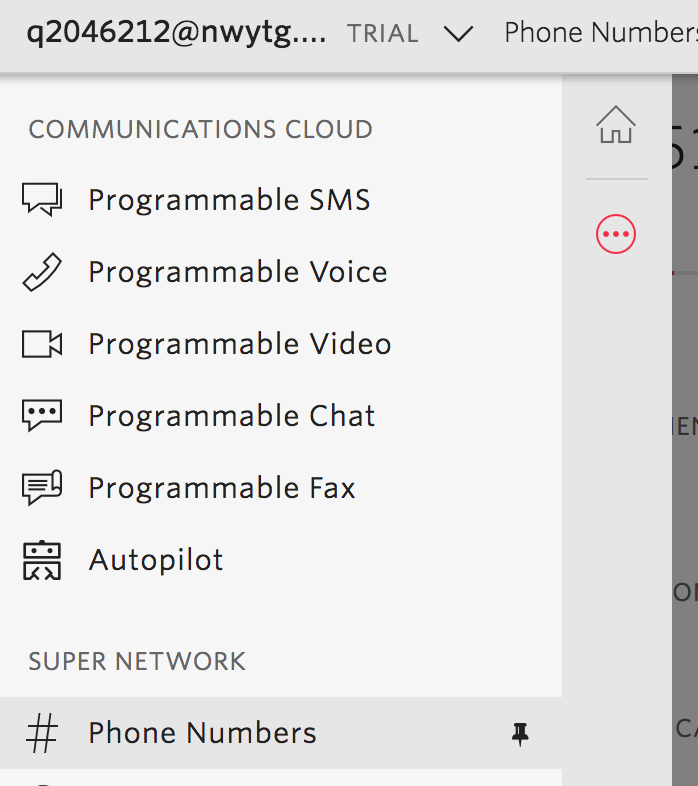 q2046212@nwytg.... TRIAL Phone Numbers
COMMUNICATIONS CLOUD
Programmable SMS
Programmable Voice
Programmable Video
Programmable Chat
Programmable Fax
Autopilot
SUPER NETWORK
Phone Numbers